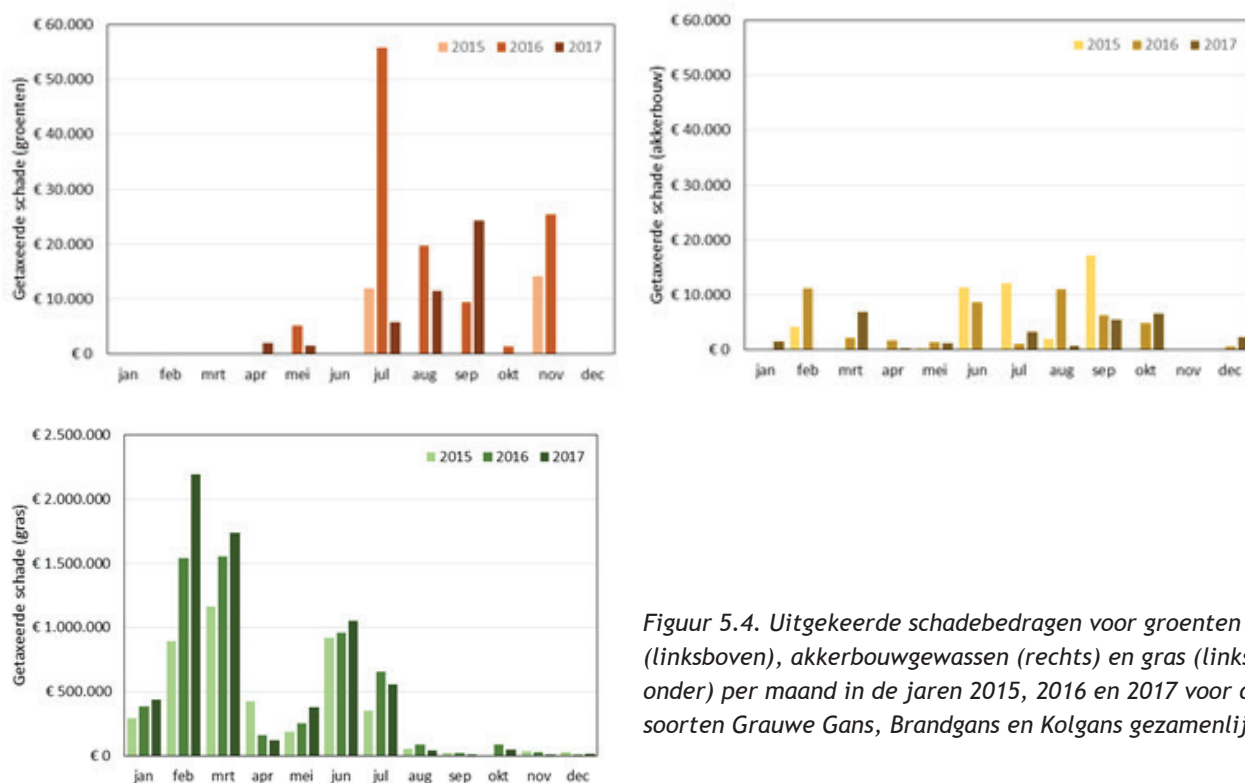 € 60.000
€ 50.000
€ 40.000
€ 30.000
€ 20.000
€ 10.000
€ 0
Getaxeerde schade (groenten)
2015 2016 2017
jan feb mrt apr mei jun jul aug sep okt nov dec
€ 60.000
€ 50.000
€ 40.000
€ 30.000
€ 20.000
€ 10.000
€ 0
Getaxeerde schade (akkerbouw)
2015 2016 2017
jan feb mrt apr mei jun jul aug sep okt nov dec
€ 2.500.000
€ 2.000.000
€ 1.500.000
€ 1.000.000
€ 500.000
€ 0
Getaxeerde schade (gras)
2015 2016 2017
jan feb mrt apr mei jun jul aug sep okt nov dec
Figuur 5.4. Uitgekeerde schadebedragen voor groenten
(linksboven), akkerbouwgewassen (rechts) en gras (links
onder) per maand in de jaren 2015, 2016 en 2017 voor
soorten Grauwe Gans, Brandgans en Kolgans